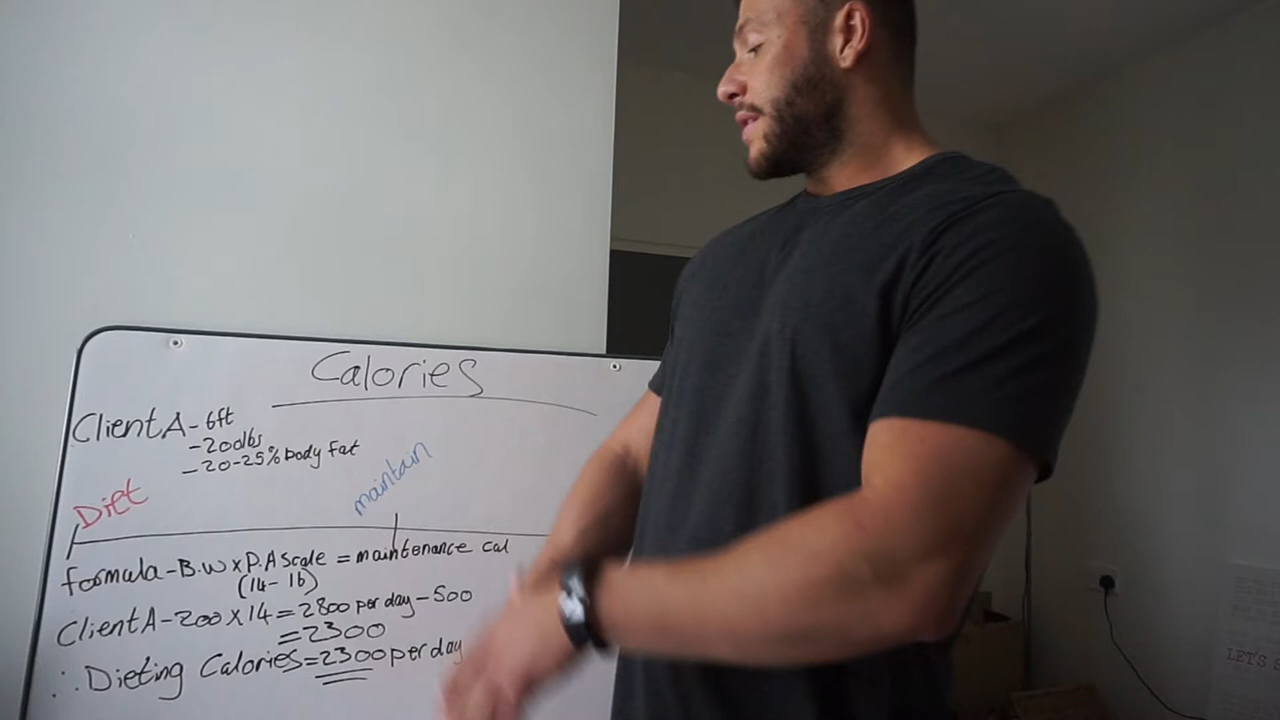 Calories
Client A - 6ft
- 200lbs
- 20-25% body fat
Diet
maintain
formula - B.W x P.A scale = maintenance cal
(14-16)
Client A - 200 x 14 = 2800 per day - 500
= 2300
∴ Dieting Calories = 2300 per day
LET'S